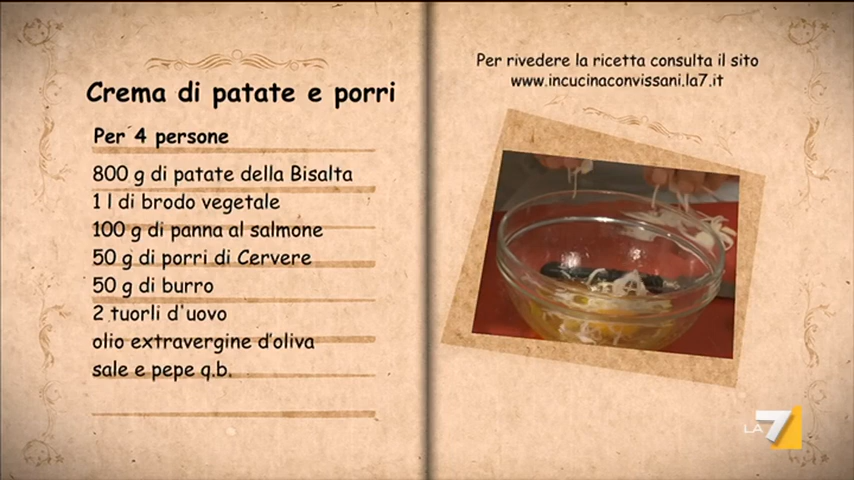 Crema di patate e porri
Per 4 persone
800 g di patate della Bisalta
1 l di brodo vegetale
100 g di panna al salmone
50 g di porri di Cervere
50 g di burro
2 tuorli d'uovo
olio extravergine d'oliva
sale e pepe q.b.
Per rivedere la ricetta consulta il sito
www.incucinaconvissani.la7.it
LA 7